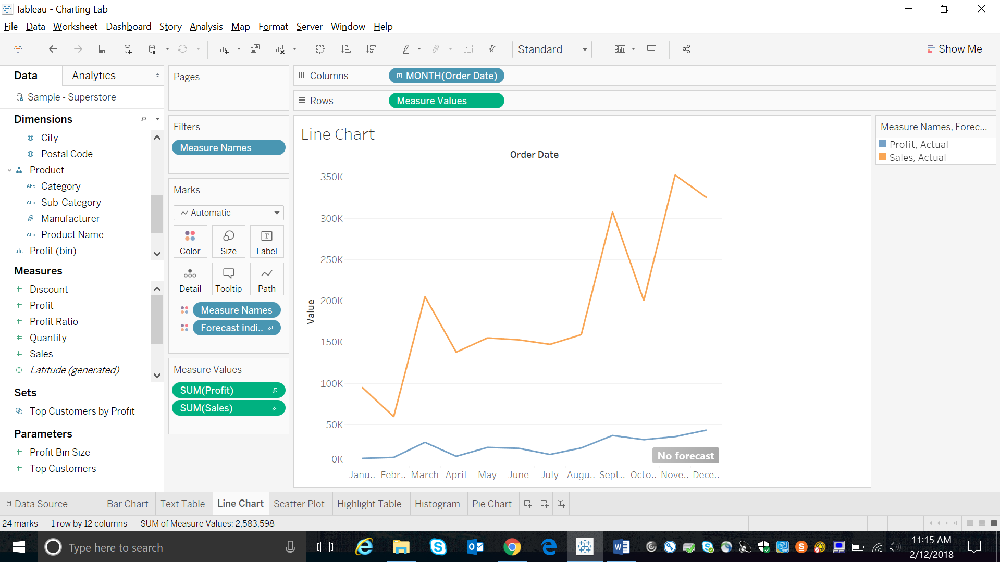 Tableau - Charting Lab
File Data Worksheet Dashboard Story Analysis Map Format Server Window Help
Standard
Show Me
Data Analytics
Sample - Superstore
Dimensions
City
Postal Code
Product
Abc Category
Abc Sub-Category
Manufacturer
Abc Product Name
Profit (bin)
Measures
Discount
Profit
Profit Ratio
Quantity
Sales
Latitude (generated)
Sets
Top Customers by Profit
Parameters
Profit Bin Size
Top Customers
Pages
Filters
Measure Names
Marks
Automatic
Color Size Label
Detail Tooltip Path
Measure Names
Forecast indi..
Measure Values
SUM(Profit)
SUM(Sales)
Columns MONTH(Order Date)
Rows Measure Values
Line Chart
Order Date
Value
350K
300K
250K
200K
150K
100K
50K
0K
No forecast
Janu.. Febr.. March April May June July Augu.. Sept.. Octo.. Nove.. Dece..
Measure Names, Forec...
Profit, Actual
Sales, Actual
Data Source Bar Chart Text Table Line Chart Scatter Plot Highlight Table Histogram Pie Chart
24 marks 1 row by 12 columns SUM of Measure Values: 2,583,598
Type here to search
11:15 AM
2/12/2018